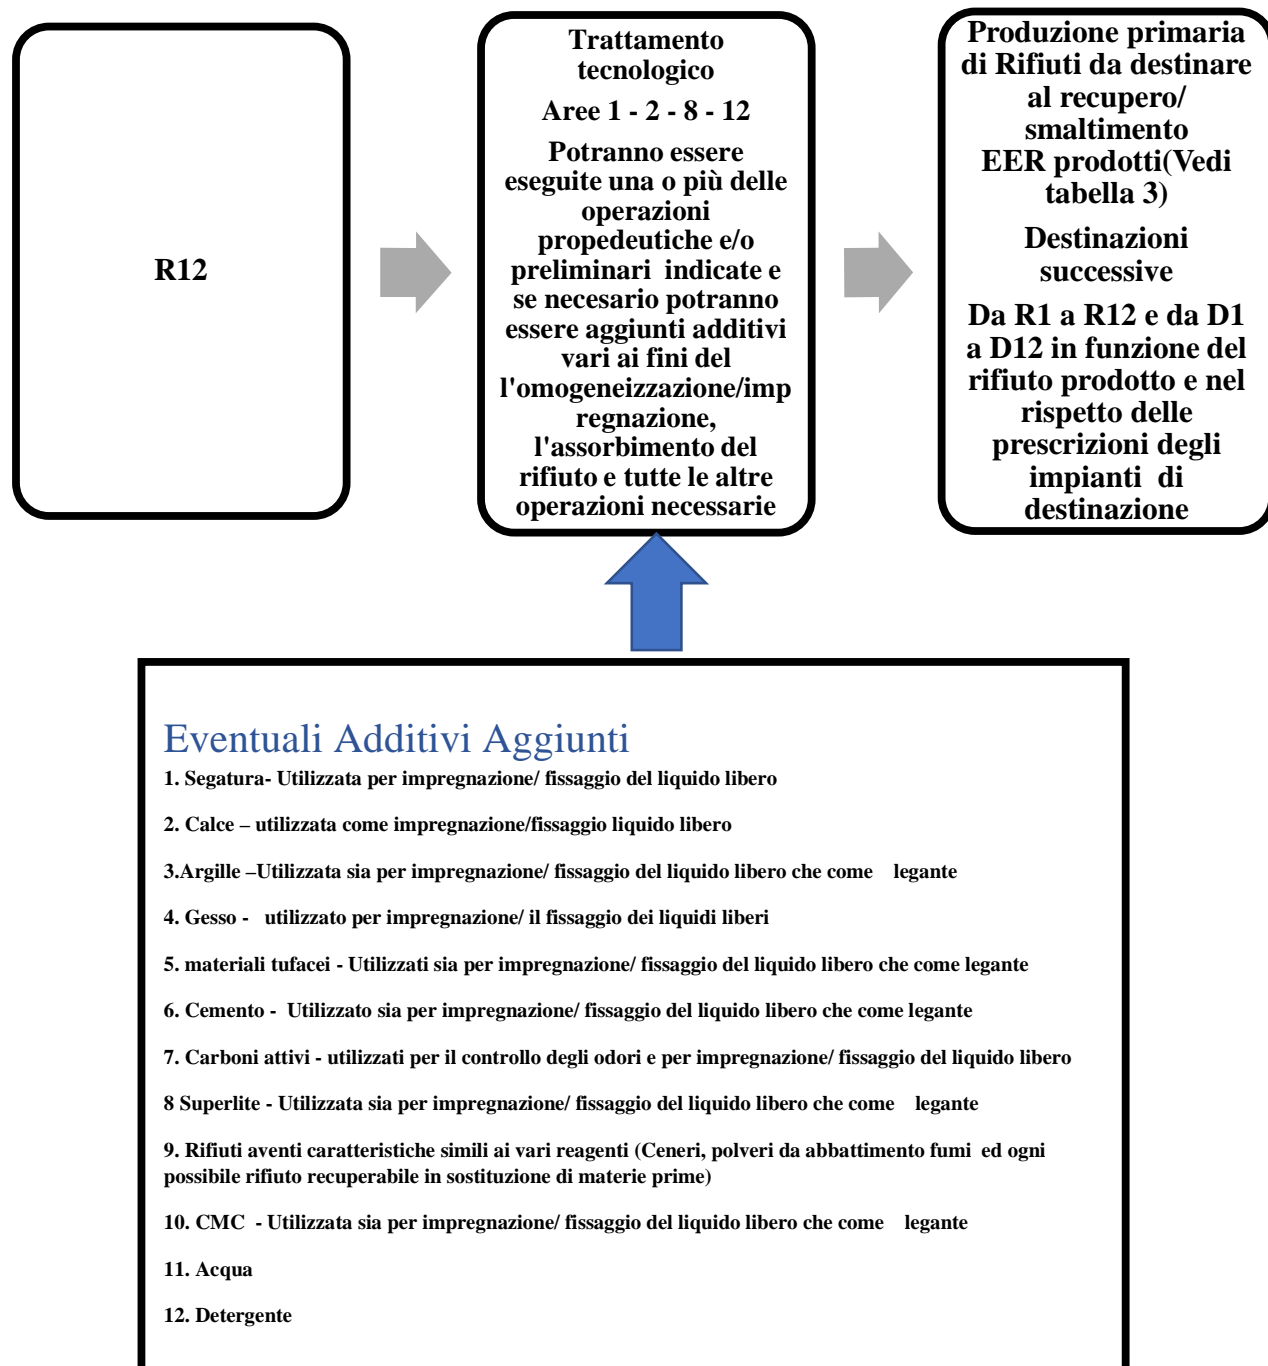 R12
Trattamento
tecnologico
Aree 1 - 2 - 8 - 12
Potranno essere
eseguite una o più delle
operazioni
propedeutiche e/o
preliminari indicate e
se necesario potranno
essere aggiunti additivi
vari ai fini del
l'omogeneizzazione/imp
regnazione,
l'assorbimento del
rifiuto e tutte le altre
operazioni necessarie
Produzione primaria
di Rifiuti da destinare
al recupero/
smaltimento
EER prodotti(Vedi
tabella 3)
Destinazioni
successive
Da R1 a R12 e da D1
a D12 in funzione del
rifiuto prodotto e nel
rispetto delle
prescrizioni degli
impianti di
destinazione
Eventuali Additivi Aggiunti
1. Segatura- Utilizzata per impregnazione/ fissaggio del liquido libero
2. Calce – utilizzata come impregnazione/fissaggio liquido libero
3.Argille –Utilizzata sia per impregnazione/ fissaggio del liquido libero che come legante
4. Gesso - utilizzato per impregnazione/ il fissaggio dei liquidi liberi
5. materiali tufacei - Utilizzati sia per impregnazione/ fissaggio del liquido libero che come legante
6. Cemento - Utilizzato sia per impregnazione/ fissaggio del liquido libero che come legante
7. Carboni attivi - utilizzati per il controllo degli odori e per impregnazione/ fissaggio del liquido libero
8 Superlite - Utilizzata sia per impregnazione/ fissaggio del liquido libero che come legante
9. Rifiuti aventi caratteristiche simili ai vari reagenti (Ceneri, polveri da abbattimento fumi ed ogni
possibile rifiuto recuperabile in sostituzione di materie prime)
10. CMC - Utilizzata sia per impregnazione/ fissaggio del liquido libero che come legante
11. Acqua
12. Detergente